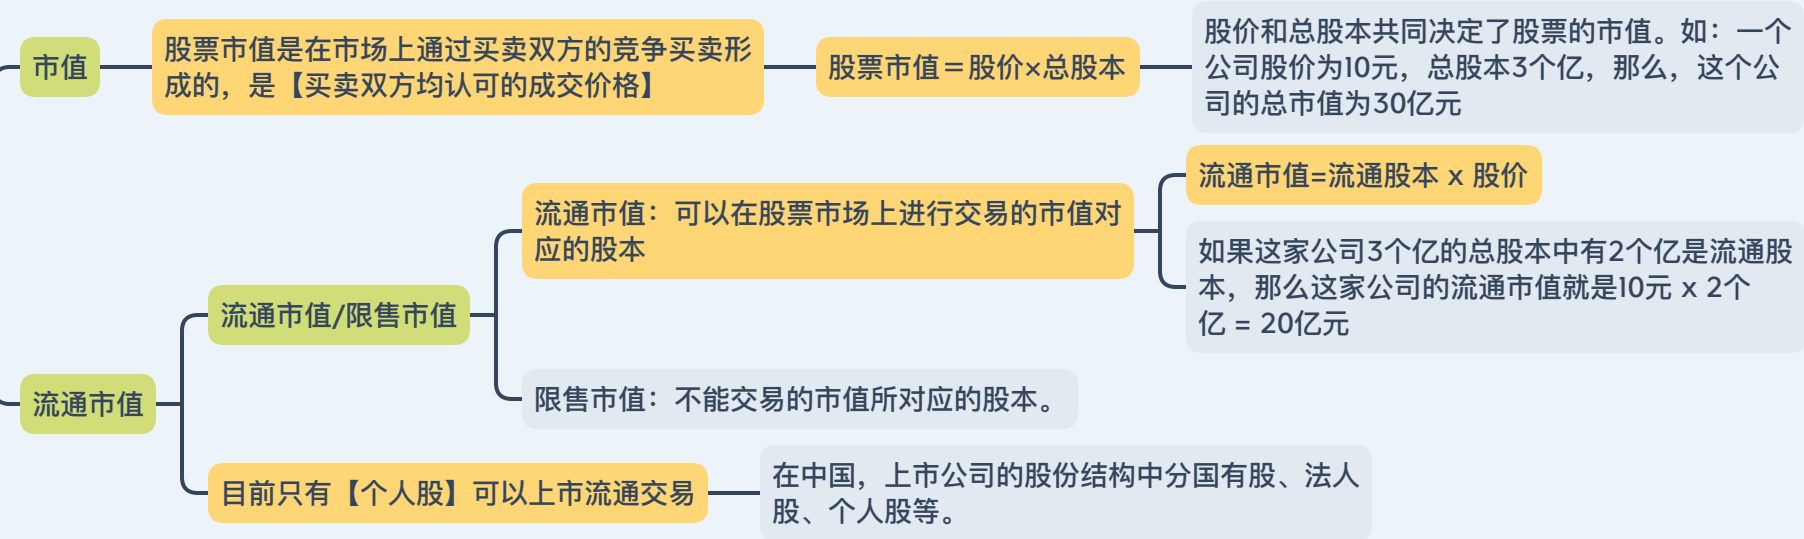 市值
股票市值是在市场上通过买卖双方的竞争买卖形
成的，是【买卖双方均认可的成交价格】
股票市值＝股价×总股本
股价和总股本共同决定了股票的市值。如：一个
公司股价为10元，总股本3个亿，那么，这个公
司的总市值为30亿元
流通市值
流通市值/限售市值
流通市值：可以在股票市场上进行交易的市值对
应的股本
流通市值=流通股本 x 股价
如果这家公司3个亿的总股本中有2个亿是流通股
本，那么这家公司的流通市值就是10元 x 2个
亿 = 20亿元
限售市值：不能交易的市值所对应的股本。
目前只有【个人股】可以上市流通交易
在中国，上市公司的股份结构中分国有股、法人
股、个人股等。